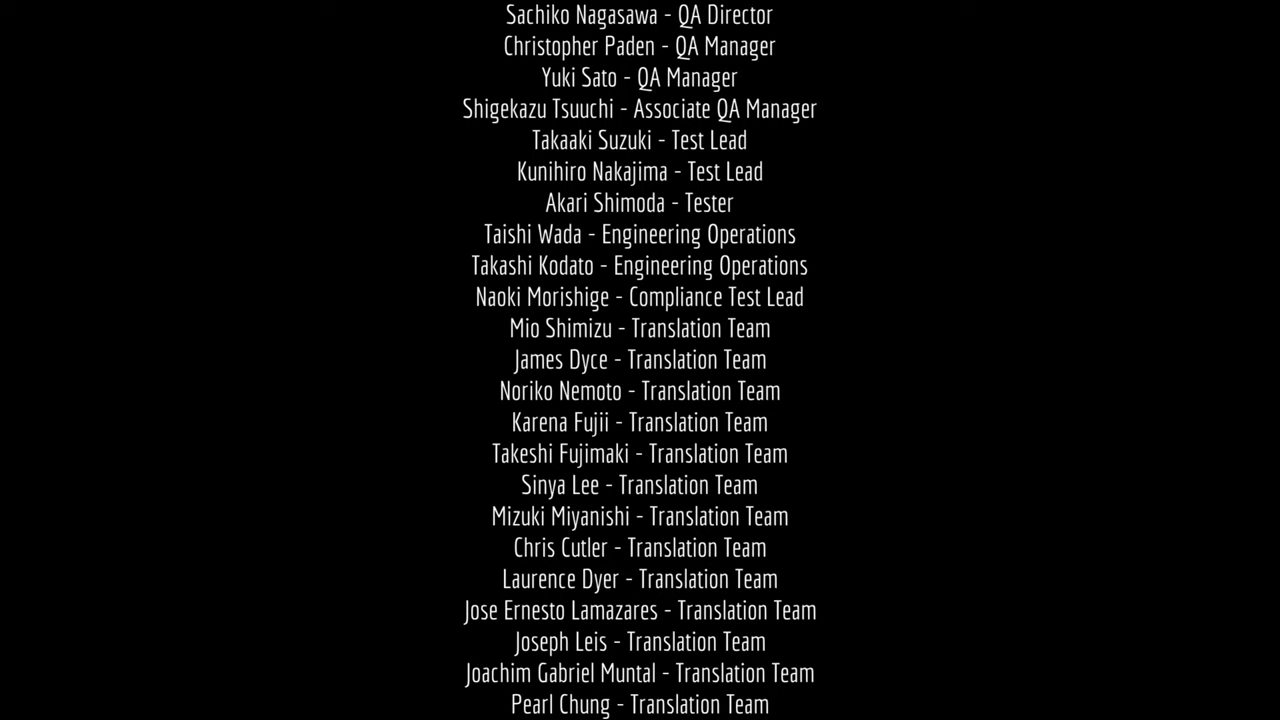 Sachiko Nagasawa - QA Director
Christopher Paden - QA Manager
Yuki Sato - QA Manager
Shigekazu Tsuuchi - Associate QA Manager
Takaaki Suzuki - Test Lead
Kunihiro Nakajima - Test Lead
Akari Shimoda - Tester
Taishi Wada - Engineering Operations
Takashi Kodato - Engineering Operations
Naoki Morishige - Compliance Test Lead
Mio Shimizu - Translation Team
James Dyce - Translation Team
Noriko Nemoto - Translation Team
Karena Fujii - Translation Team
Takeshi Fujimaki - Translation Team
Sinya Lee - Translation Team
Mizuki Miyanishi - Translation Team
Chris Cutler - Translation Team
Laurence Dyer - Translation Team
Jose Ernesto Lamazares - Translation Team
Joseph Leis - Translation Team
Joachim Gabriel Muntal - Translation Team
Pearl Chung - Translation Team